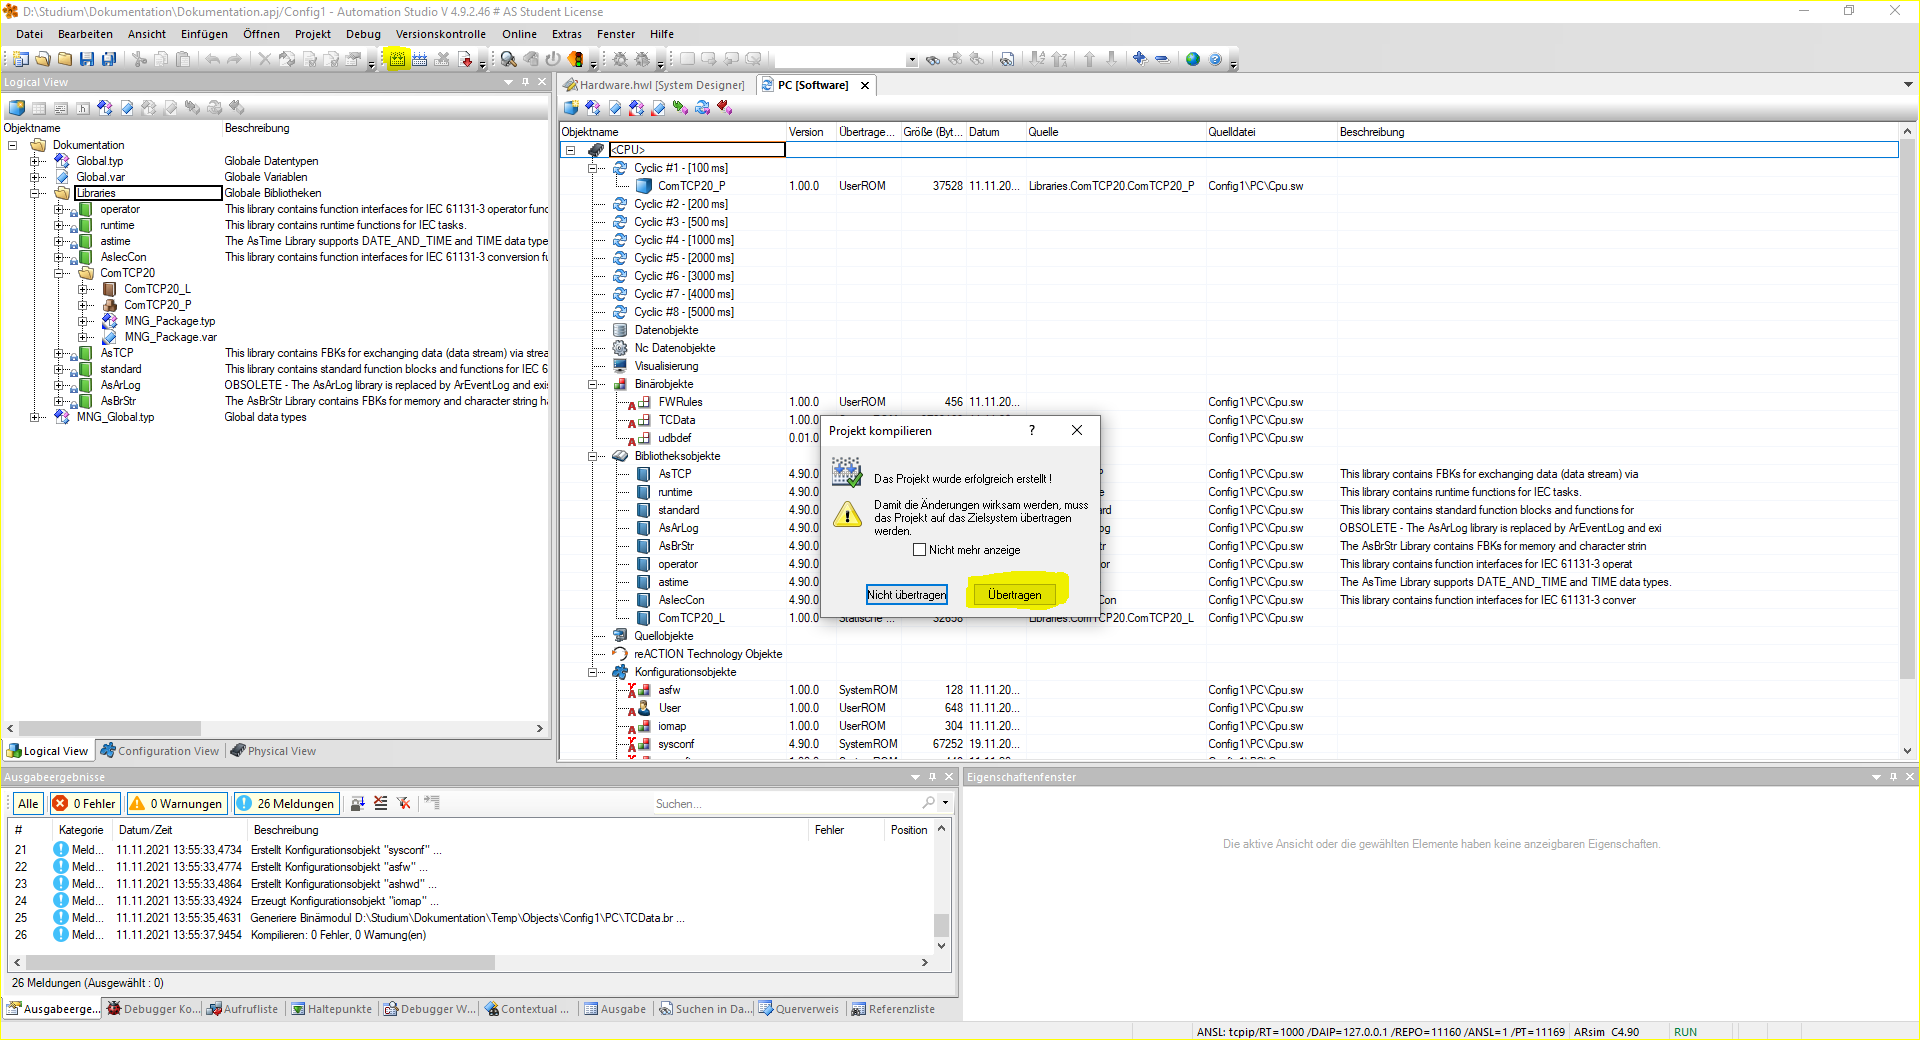 D:\Studium\Dokumentation\Dokumentation.apj/Config1 - Automation Studio V 4.9.2.46 # AS Student License
Datei Bearbeiten Ansicht Einfügen Öffnen Projekt Debug Versionskontrolle Online Extras Fenster Hilfe
Logical View
Objektname Beschreibung
Dokumentation
Global.typ Globale Datentypen
Global.var Globale Variablen
Libraries Globale Bibliotheken
operator This library contains function interfaces for IEC 61131-3 operator func
runtime This library contains runtime functions for IEC tasks.
astime The AsTime Library supports DATE_AND_TIME and TIME data type
AsIecCon This library contains function interfaces for IEC 61131-3 conversion fu
ComTCP20
ComTCP20_L
ComTCP20_P
MNG_Package.typ
MNG_Package.var
AsTCP This library contains FBKs for exchanging data (data stream) via strea
standard This library contains standard function blocks and functions for IEC 6
AsArLog OBSOLETE - The AsArLog library is replaced by ArEventLog and exis
AsBrStr The AsBrStr Library contains FBKs for memory and character string ha
MNG_Global.typ Global data types
Logical View Configuration View Physical View
Hardware.hwl [System Designer] PC [Software]
Objektname Version Übertrage... Größe (Byt... Datum Quelle Quelldatei Beschreibung
<CPU>
Cyclic #1 - [100 ms]
ComTCP20_P 1.00.0 UserROM 37528 11.11.20... Libraries.ComTCP20.ComTCP20_P Config1\PC\Cpu.sw
Cyclic #2 - [200 ms]
Cyclic #3 - [500 ms]
Cyclic #4 - [1000 ms]
Cyclic #5 - [2000 ms]
Cyclic #6 - [3000 ms]
Cyclic #7 - [4000 ms]
Cyclic #8 - [5000 ms]
Datenobjekte
Nc Datenobjekte
Visualisierung
Binärobjekte
FWRules 1.00.0 UserROM 456 11.11.20... Config1\PC\Cpu.sw
TCData 1.00.0 Config1\PC\Cpu.sw
udbdef 0.01.0 Config1\PC\Cpu.sw
Bibliotheksobjekte
AsTCP 4.90.0 Config1\PC\Cpu.sw This library contains FBKs for exchanging data (data stream) via
runtime 4.90.0 Config1\PC\Cpu.sw This library contains runtime functions for IEC tasks.
standard 4.90.0 Config1\PC\Cpu.sw This library contains standard function blocks and functions for
AsArLog 4.90.0 Config1\PC\Cpu.sw OBSOLETE - The AsArLog library is replaced by ArEventLog and exi
AsBrStr 4.90.0 Config1\PC\Cpu.sw The AsBrStr Library contains FBKs for memory and character strin
operator 4.90.0 Config1\PC\Cpu.sw This library contains function interfaces for IEC 61131-3 operat
astime 4.90.0 Config1\PC\Cpu.sw The AsTime Library supports DATE_AND_TIME and TIME data types.
AsIecCon 4.90.0 Config1\PC\Cpu.sw This library contains function interfaces for IEC 61131-3 conver
ComTCP20_L 1.00.0 Statische ... 32658 Libraries.ComTCP20.ComTCP20_L Config1\PC\Cpu.sw
Quellobjekte
reACTION Technology Objekte
Konfigurationsobjekte
asfw 1.00.0 SystemROM 128 11.11.20... Config1\PC\Cpu.sw
User 1.00.0 UserROM 648 11.11.20... Config1\PC\Cpu.sw
iomap 1.00.0 UserROM 304 11.11.20... Config1\PC\Cpu.sw
sysconf 4.90.0 SystemROM 67252 19.11.20... Config1\PC\Cpu.sw
Projekt kompilieren ?
Das Projekt wurde erfolgreich erstellt !
Damit die Änderungen wirksam werden, muss
das Projekt auf das Zielsystem übertragen
werden.
Nicht mehr anzeige
Nicht übertragen Übertragen
Ausgabeergebnisse
Alle 0 Fehler 0 Warnungen 26 Meldungen Suchen...
# Kategorie Datum/Zeit Beschreibung Fehler Position
21 Meld... 11.11.2021 13:55:33,4734 Erstellt Konfigurationsobjekt "sysconf" ...
22 Meld... 11.11.2021 13:55:33,4774 Erstellt Konfigurationsobjekt "asfw" ...
23 Meld... 11.11.2021 13:55:33,4864 Erstellt Konfigurationsobjekt "ashwd" ...
24 Meld... 11.11.2021 13:55:33,4924 Erzeugt Konfigurationsobjekt "iomap" ...
25 Meld... 11.11.2021 13:55:35,4631 Generiere Binärmodul D:\Studium\Dokumentation\Temp\Objects\Config1\PC\TCData.br ...
26 Meld... 11.11.2021 13:55:37,9454 Kompilieren: 0 Fehler, 0 Warnung(en)
26 Meldungen (Ausgewählt : 0)
Ausgabeerge... Debugger Ko... Aufrufliste Haltepunkte Debugger W... Contextual ... Ausgabe Suchen in Da... Querverweis Referenzliste
Eigenschaftenfenster
Die aktive Ansicht oder die gewählten Elemente haben keine anzeigbaren Eigenschaften.
ANSL: tcpip/RT=1000 /DAIP=127.0.0.1 /REPO=11160 /ANSL=1 /PT=11169 ARsim C4.90 RUN